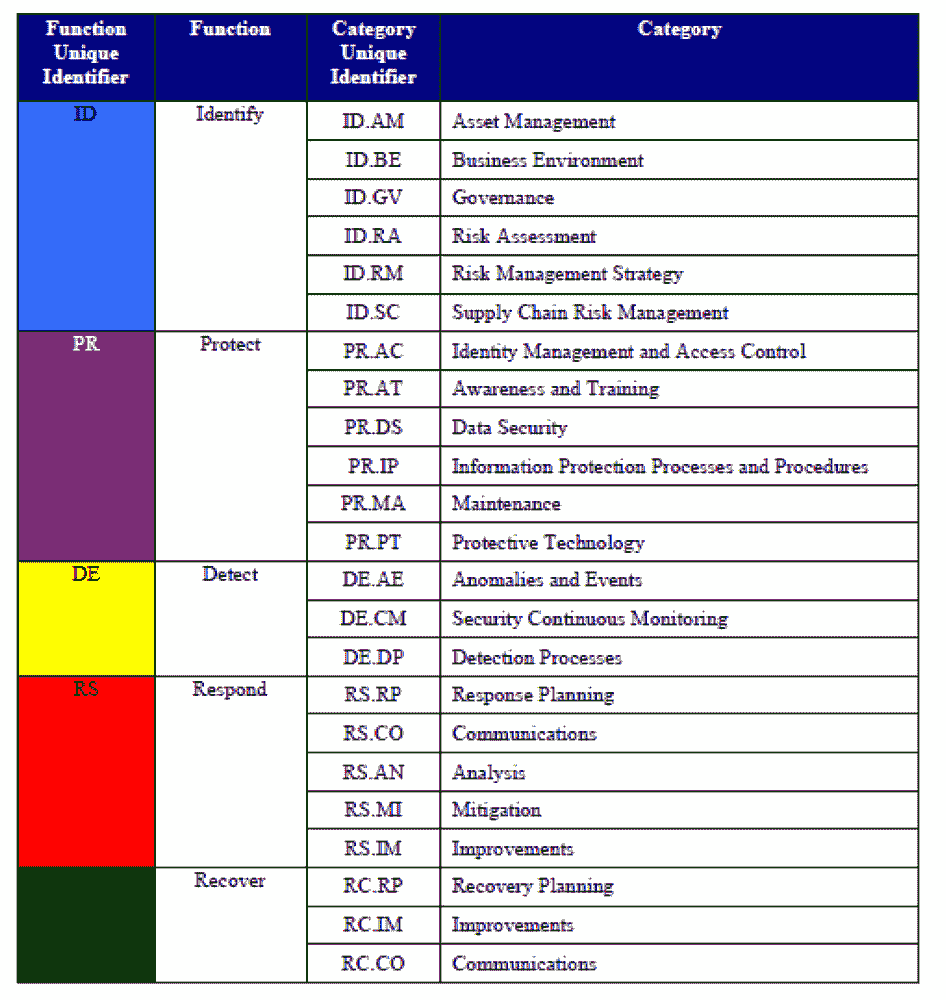 Function Unique Identifier Function Category Unique Identifier Category
ID Identify ID.AM Asset Management
ID.BE Business Environment
ID.GV Governance
ID.RA Risk Assessment
ID.RM Risk Management Strategy
ID.SC Supply Chain Risk Management
PR Protect PR.AC Identity Management and Access Control
PR.AT Awareness and Training
PR.DS Data Security
PR.IP Information Protection Processes and Procedures
PR.MA Maintenance
PR.PT Protective Technology
DE Detect DE.AE Anomalies and Events
DE.CM Security Continuous Monitoring
DE.DP Detection Processes
RS Respond RS.RP Response Planning
RS.CO Communications
RS.AN Analysis
RS.MI Mitigation
RS.IM Improvements
Recover RC.RP Recovery Planning
RC.IM Improvements
RC.CO Communications